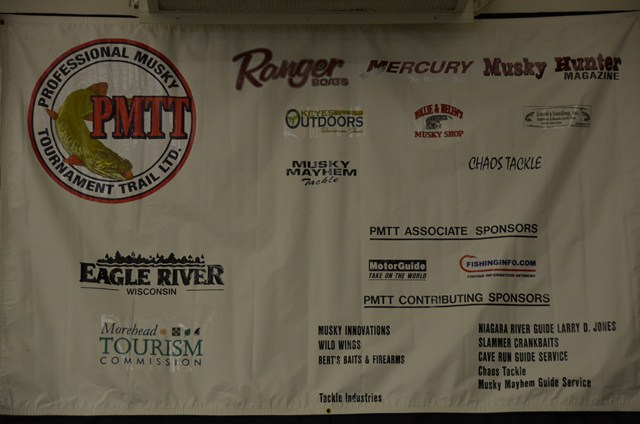 PROFESSIONAL MUSKY
PMTT
TOURNAMENT TRAIL LTD.
Ranger
BOATS
MERCURY
Musky Hunter
MAGAZINE
KEYES
OUTDOORS
ROLLIE & HELEN'S
MUSKY SHOP
MUSKY
MAYHEM
Tackle
CHAOS TACKLE
PMTT ASSOCIATE SPONSORS
MotorGuide
TAKE ON THE WORLD
FISHINGINFO.COM
PMTT CONTRIBUTING SPONSORS
EAGLE RIVER
WISCONSIN
Morehead
TOURISM
COMMISSION
MUSKY INNOVATIONS
WILD WINGS
BERT'S BAITS & FIREARMS
Tackle Industries
NIAGARA RIVER GUIDE LARRY D. JONES
SLAMMER CRANKBAITS
CAVE RUN GUIDE SERVICE
Chaos Tackle
Musky Mayhem Guide Service